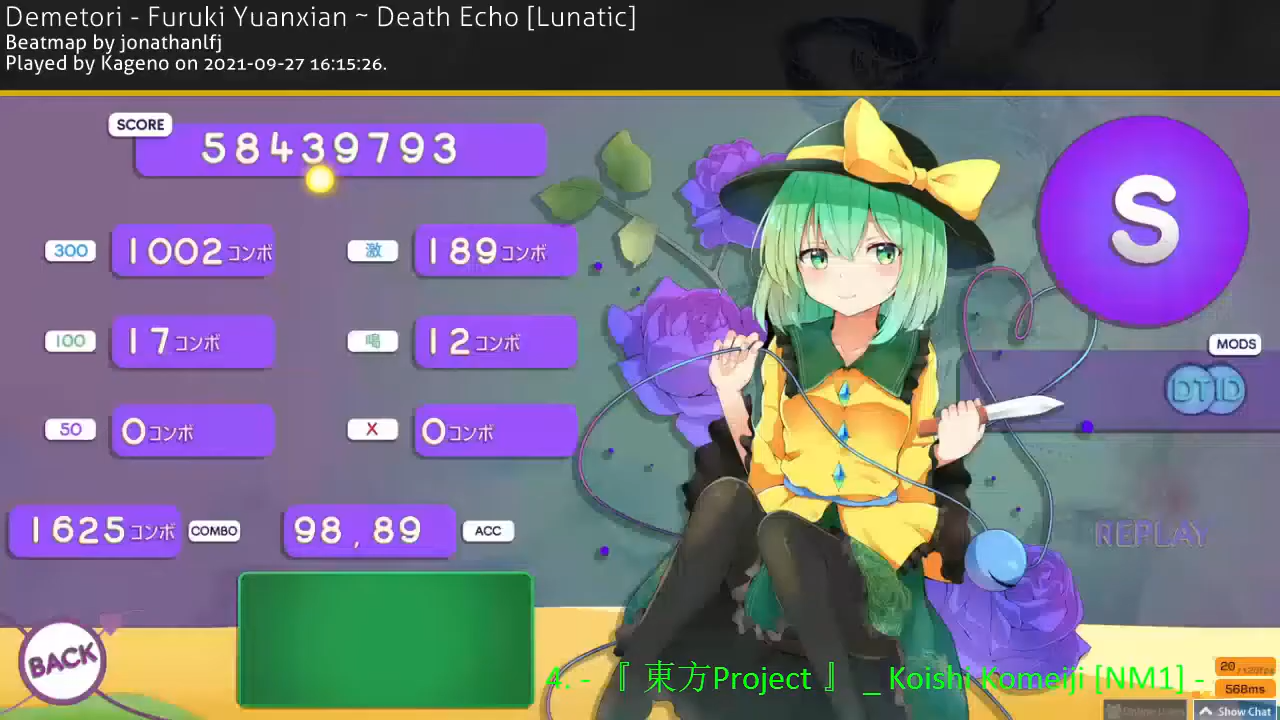 Demetori - Furuki Yuanxian ~ Death Echo [Lunatic]
Beatmap by jonathanlfj
Played by Kageno on 2021-09-27 16:15:26.
SCORE
58439793
S
300 1002コンボ 激 189コンボ
100 17コンボ 喝 12コンボ
MODS
DT
50 0コンボ X 0コンボ
1625コンボ COMBO 98,89 ACC
REPLAY
BACK
4. - 『 東方Project 』 _ Koishi Komeiji [NM1] -
20
568ms
Online Users
Show Chat